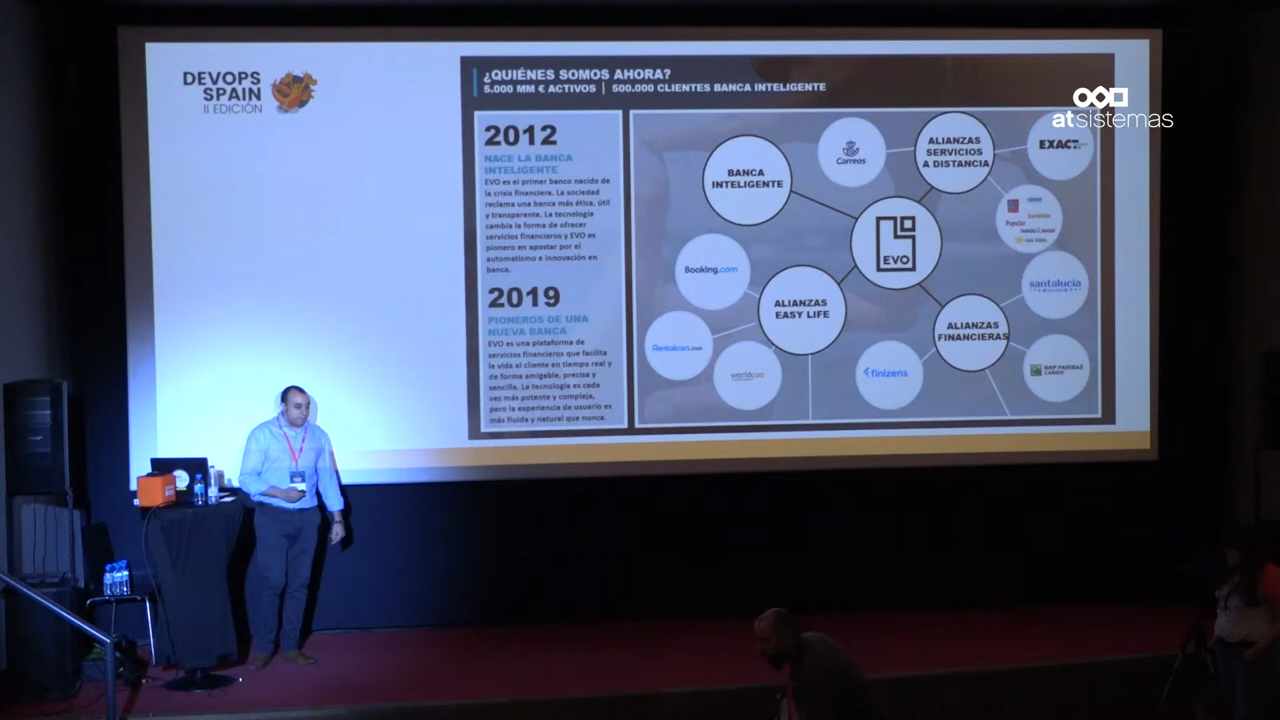 DEVOPS
SPAIN
II EDICIÓN
¿QUIÉNES SOMOS AHORA?
5.000 MM € ACTIVOS | 500.000 CLIENTES BANCA INTELIGENTE
atsistemas
2012
NACE LA BANCA
INTELIGENTE
EVO es el primer banco nacido de
la crisis financiera. La sociedad
reclama una banca más ética, útil
y transparente. La tecnología
cambia la forma de ofrecer
servicios financieros y EVO es
pionero en apostar por el
automatismo e innovación en
banca.
2019
PIONEROS DE UNA
NUEVA BANCA
EVO es una plataforma de
servicios financieros que facilita
la vida al cliente en tiempo real y
de forma amigable, precisa y
sencilla. La tecnología es cada
vez más potente y compleja,
pero la experiencia de usuario es
más fluida y natural que nunca.
BANCA
INTELIGENTE
Correos
ALIANZAS
SERVICIOS
A DISTANCIA
EXACT
Popular
EVO
Booking.com
ALIANZAS
EASY LIFE
santalucía
ALIANZAS
FINANCIERAS
Rentalcars.com
worldcoo
finizens
BNP PARIBAS
CARDIF